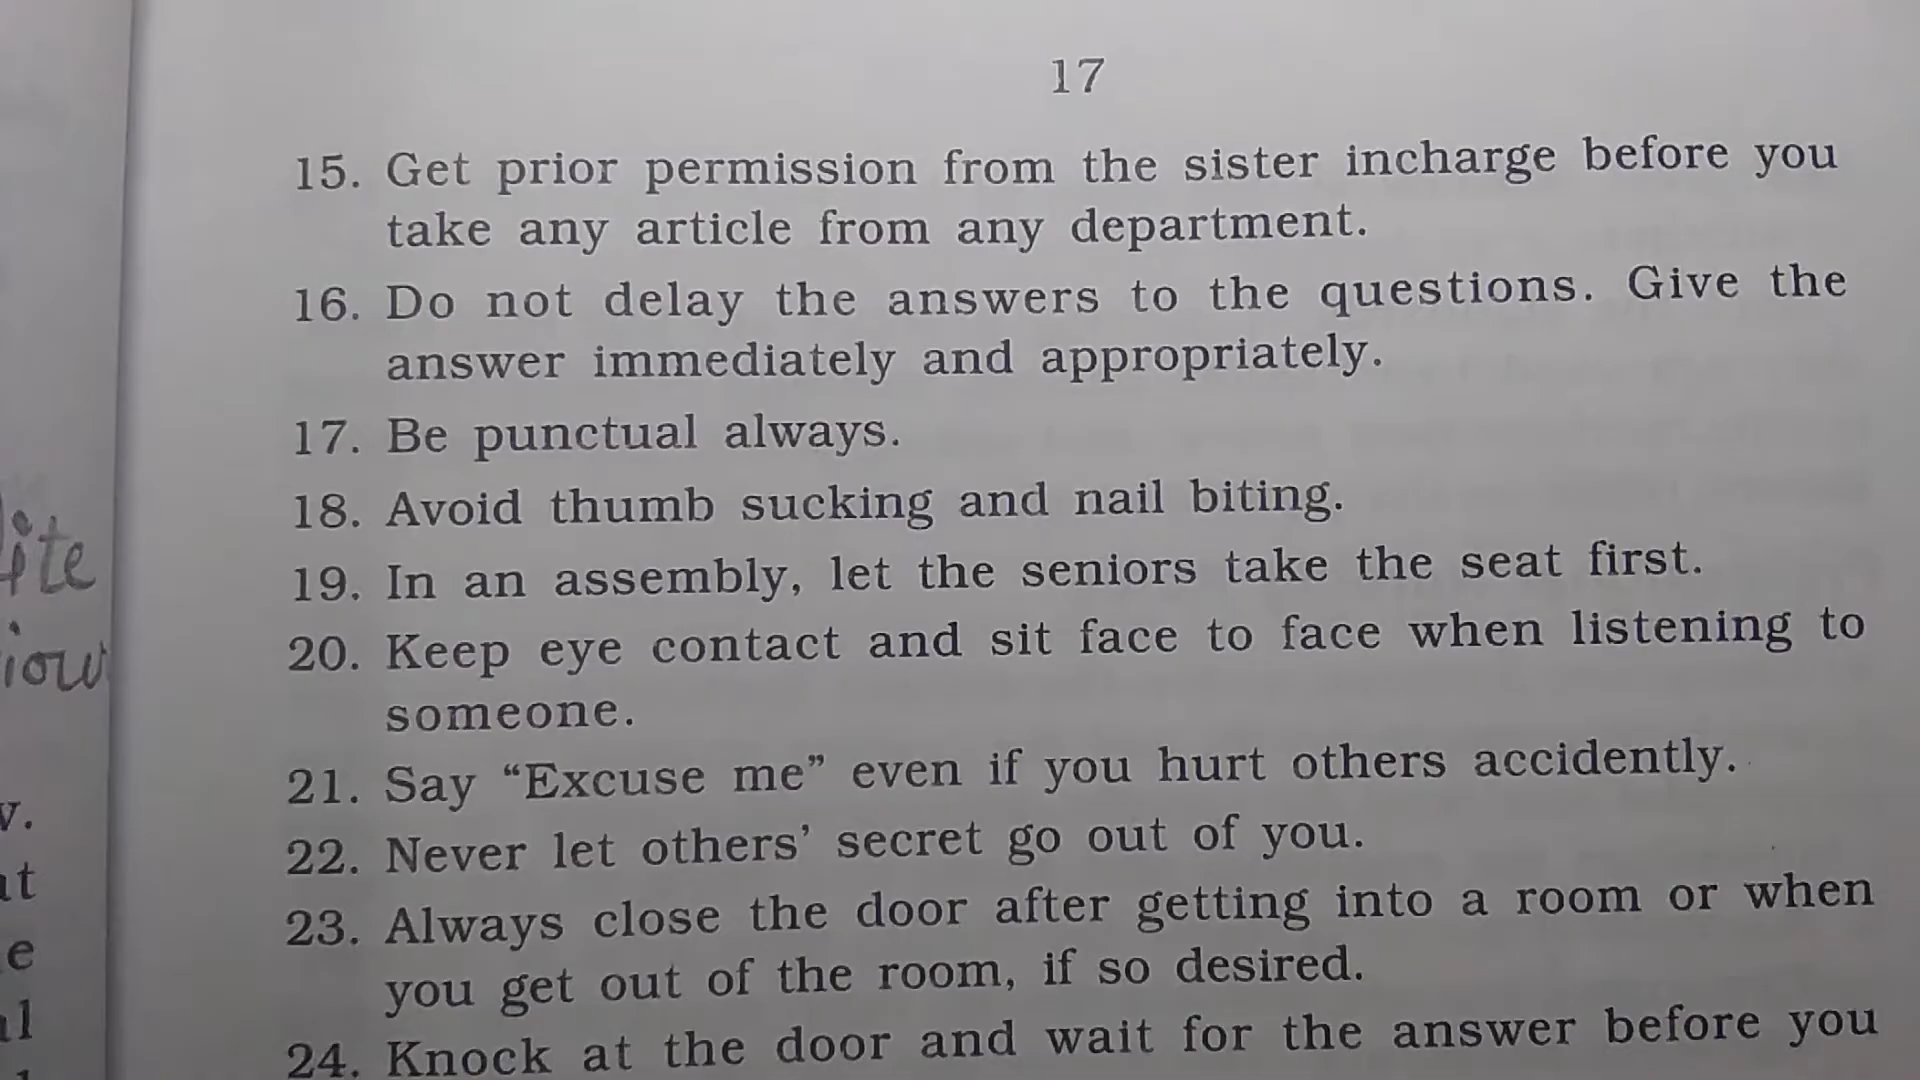 17
15. Get prior permission from the sister incharge before you
take any article from any department.
16. Do not delay the answers to the questions. Give the
answer immediately and appropriately.
17. Be punctual always.
18. Avoid thumb sucking and nail biting.
19. In an assembly, let the seniors take the seat first.
20. Keep eye contact and sit face to face when listening to
someone.
21. Say “Excuse me” even if you hurt others accidently.
22. Never let others’ secret go out of you.
23. Always close the door after getting into a room or when
you get out of the room, if so desired.
24. Knock at the door and wait for the answer before you